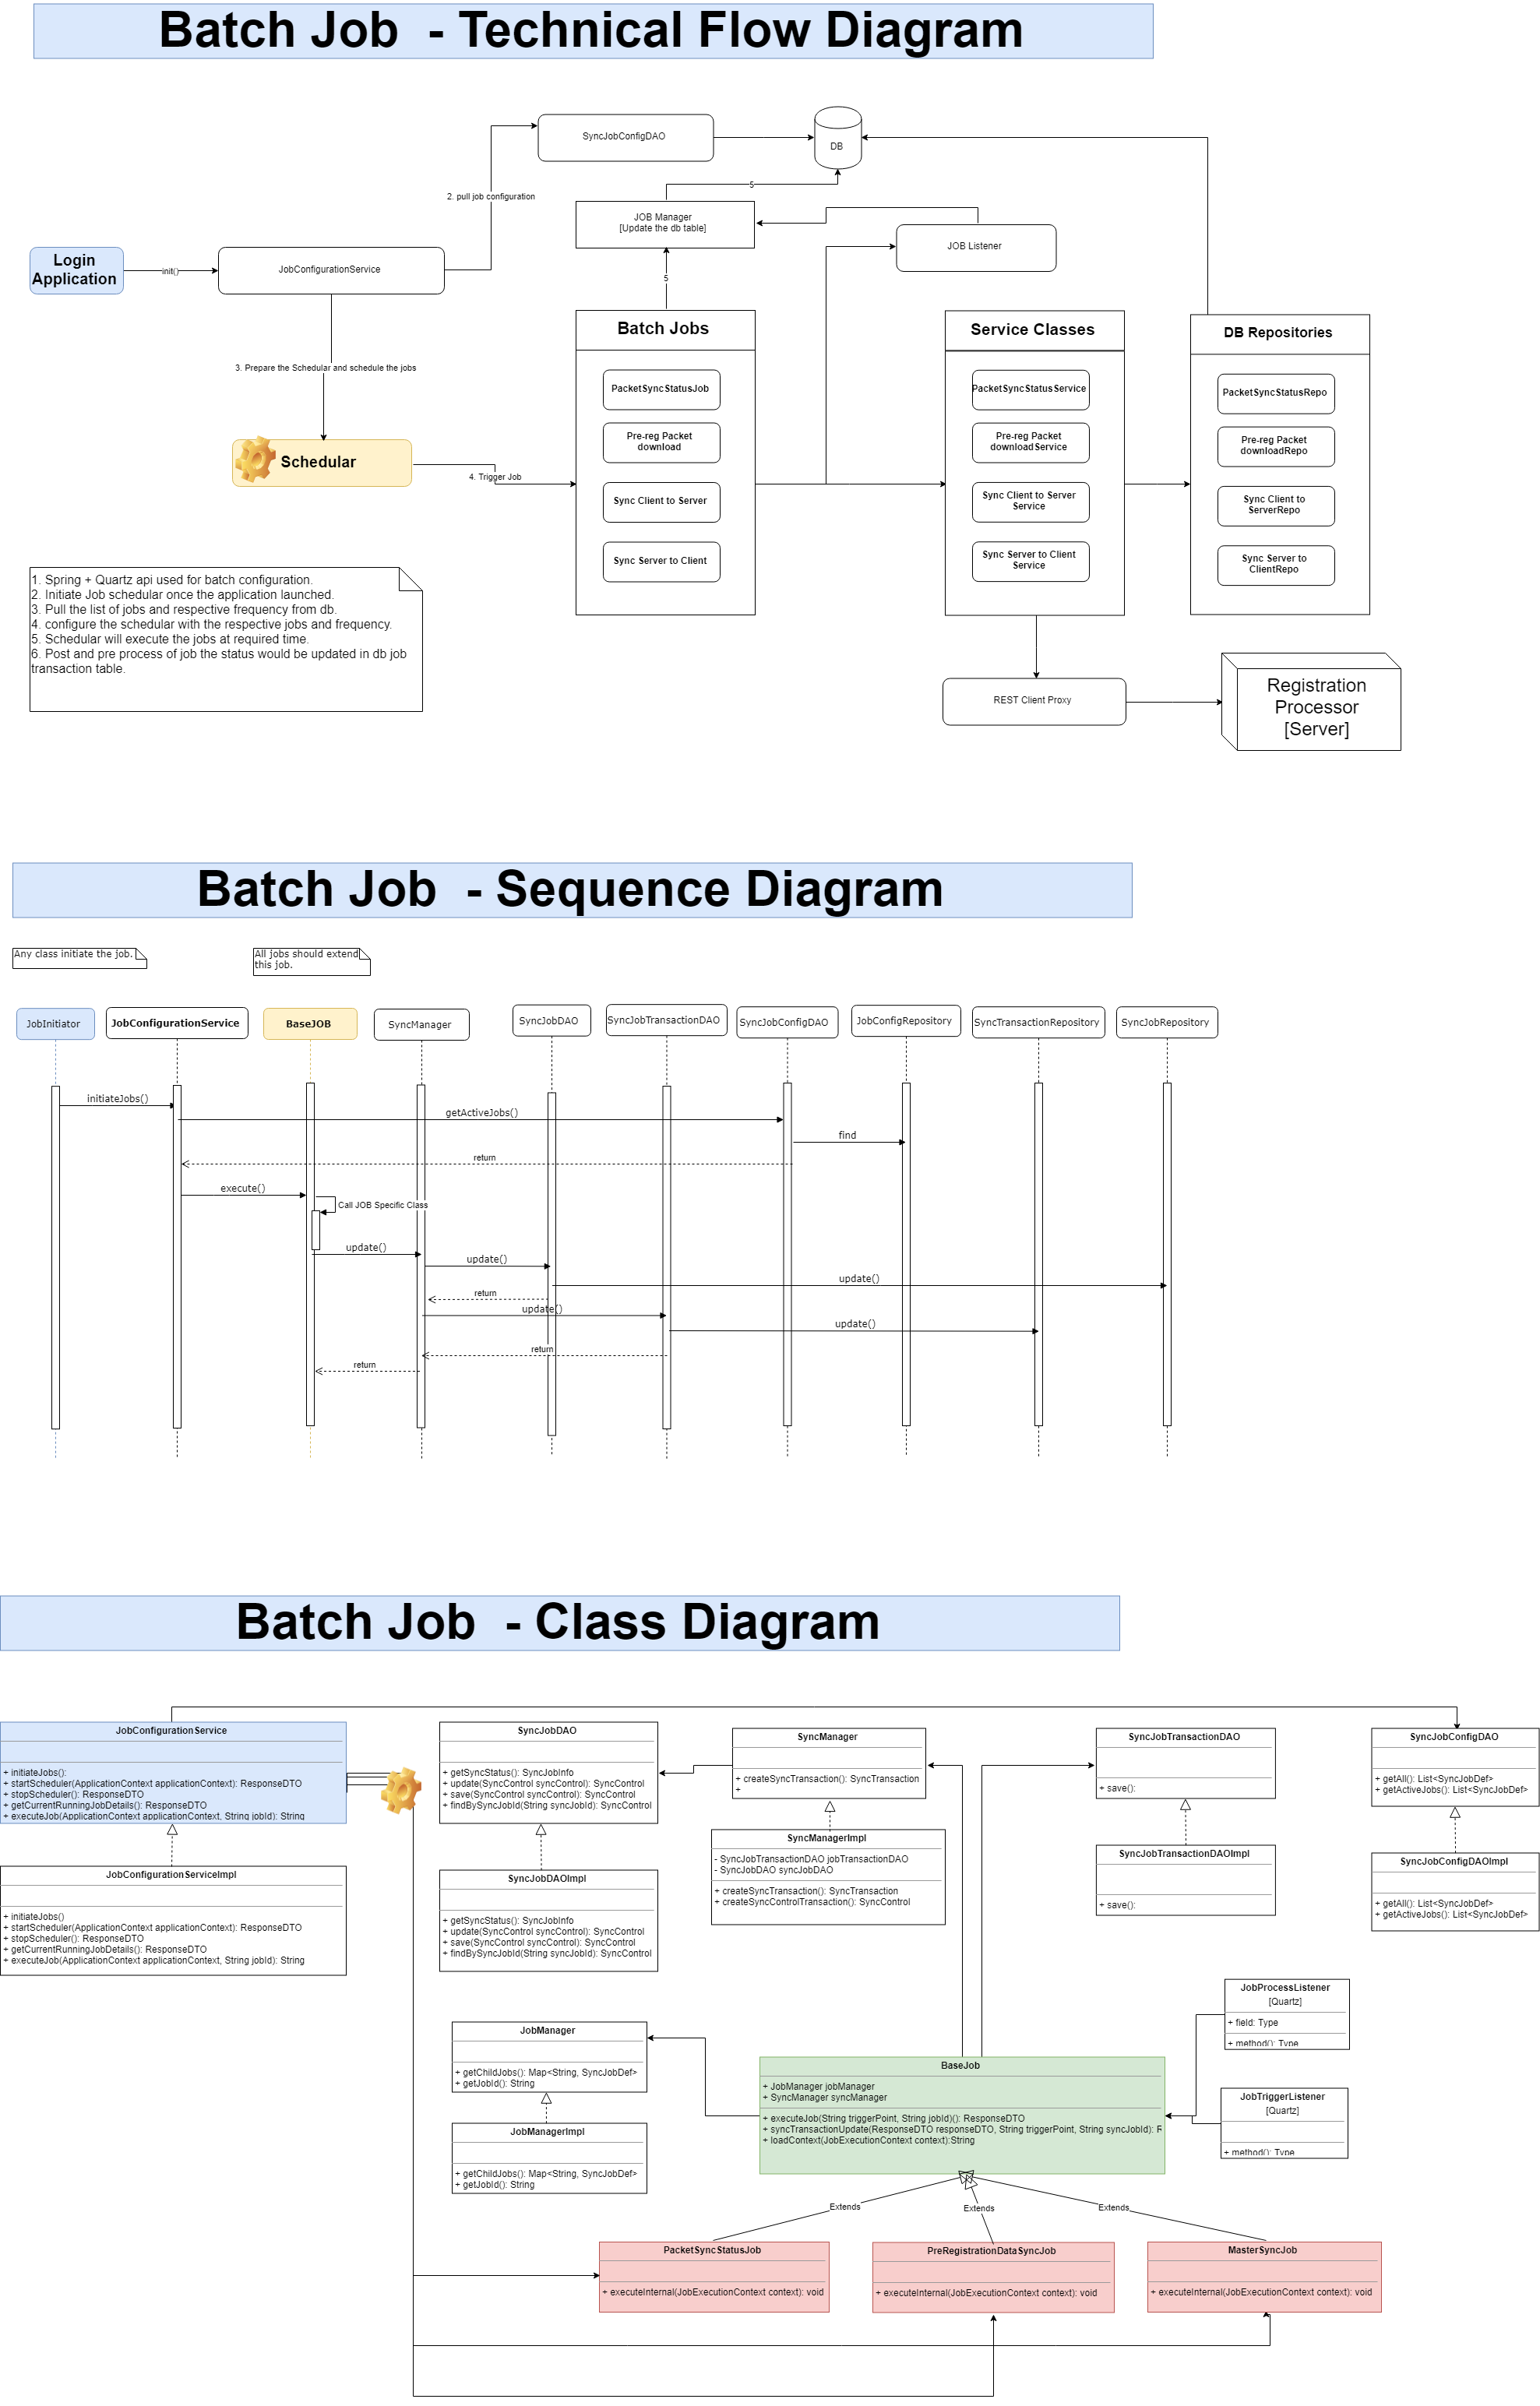 Batch Job  - Technical Flow Diagram
SyncJobConfigDAO
DB
2. pull job configuration
5
JOB Manager
[Update the db table]
JOB Listener
Login
Application
init()
JobConfigurationService
5
Batch Jobs
Service Classes
DB Repositories
3. Prepare the Schedular and schedule the jobs
PacketSyncStatusJob
PacketSyncStatusService
PacketSyncStatusRepo
Pre-reg Packet
download
Pre-reg Packet
downloadService
Pre-reg Packet
downloadRepo
Schedular
4. Trigger Job
Sync Client to Server
Sync Client to Server
Service
Sync Client to
ServerRepo
Sync Server to Client
Sync Server to Client
Service
Sync Server to
ClientRepo
1. Spring + Quartz api used for batch configuration.
2. Initiate Job schedular once the application launched.
3. Pull the list of jobs and respective frequency from db.
4. configure the schedular with the respective jobs and frequency.
5. Schedular will execute the jobs at required time.
6. Post and pre process of job the status would be updated in db job
transaction table.
REST Client Proxy
Registration
Processor
[Server]
Batch Job  - Sequence Diagram
Any class initiate the job.
All jobs should extend
this job.
JobInitiator
JobConfigurationService
BaseJOB
SyncManager
SyncJobDAO
SyncJobTransactionDAO
SyncJobConfigDAO
JobConfigRepository
SyncTransactionRepository
SyncJobRepository
initiateJobs()
getActiveJobs()
find
return
execute()
Call JOB Specific Class
update()
update()
update()
return
update()
update()
return
return
Batch Job  - Class Diagram
JobConfigurationService
+ initiateJobs():
+ startScheduler(ApplicationContext applicationContext): ResponseDTO
+ stopScheduler(): ResponseDTO
+ getCurrentRunningJobDetails(): ResponseDTO
+ executeJob(ApplicationContext applicationContext, String jobId): String
SyncJobDAO
+ getSyncStatus(): SyncJobInfo
+ update(SyncControl syncControl): SyncControl
+ save(SyncControl syncControl): SyncControl
+ findBySyncJobId(String syncJobId): SyncControl
SyncManager
+ createSyncTransaction(): SyncTransaction
+
SyncJobTransactionDAO
+ save():
SyncJobConfigDAO
+ getAll(): List<SyncJobDef>
+ getActiveJobs(): List<SyncJobDef>
JobConfigurationServiceImpl
+ initiateJobs()
+ startScheduler(ApplicationContext applicationContext): ResponseDTO
+ stopScheduler(): ResponseDTO
+ getCurrentRunningJobDetails(): ResponseDTO
+ executeJob(ApplicationContext applicationContext, String jobId): String
SyncJobDAOImpl
+ getSyncStatus(): SyncJobInfo
+ update(SyncControl syncControl): SyncControl
+ save(SyncControl syncControl): SyncControl
+ findBySyncJobId(String syncJobId): SyncControl
SyncManagerImpl
- SyncJobTransactionDAO jobTransactionDAO
- SyncJobDAO syncJobDAO
+ createSyncTransaction(): SyncTransaction
+ createSyncControlTransaction(): SyncControl
SyncJobTransactionDAOImpl
+ save():
SyncJobConfigDAOImpl
+ getAll(): List<SyncJobDef>
+ getActiveJobs(): List<SyncJobDef>
JobProcessListener
[Quartz]
+ field: Type
+ method(): Type
JobManager
+ getChildJobs(): Map<String, SyncJobDef>
+ getJobId(): String
BaseJob
+ JobManager jobManager
+ SyncManager syncManager
+ executeJob(String triggerPoint, String jobId)(): ResponseDTO
+ syncTransactionUpdate(ResponseDTO responseDTO, String triggerPoint, String syncJobId): R
+ loadContext(JobExecutionContext context):String
JobTriggerListener
[Quartz]
+ method(): Type
JobManagerImpl
+ getChildJobs(): Map<String, SyncJobDef>
+ getJobId(): String
Extends
Extends
Extends
PacketSyncStatusJob
+ executeInternal(JobExecutionContext context): void
PreRegistrationDataSyncJob
+ executeInternal(JobExecutionContext context): void
MasterSyncJob
+ executeInternal(JobExecutionContext context): void